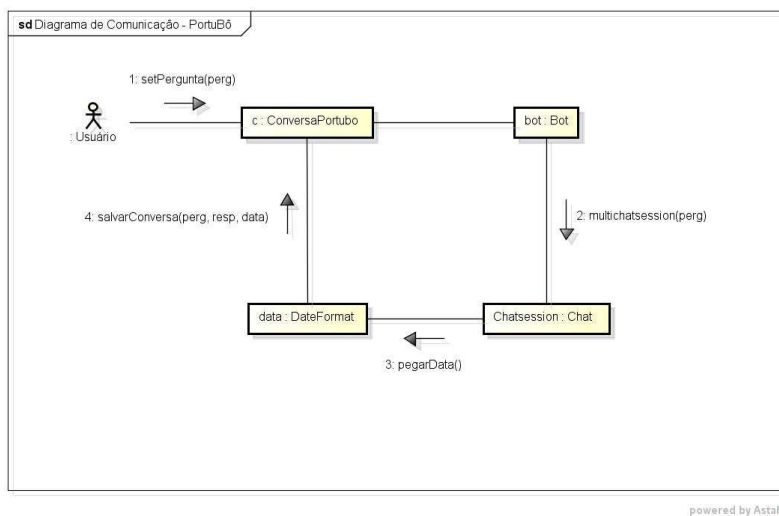 sd Diagrama de Comunicação - PortuBô
1: setPergunta(perg)
: Usuário
c : ConversaPortubo
bot : Bot
4: salvarConversa(perg, resp, data)
2: multichatsession(perg)
data : DateFormat
Chatsession : Chat
3: pegarData()
powered by Asta